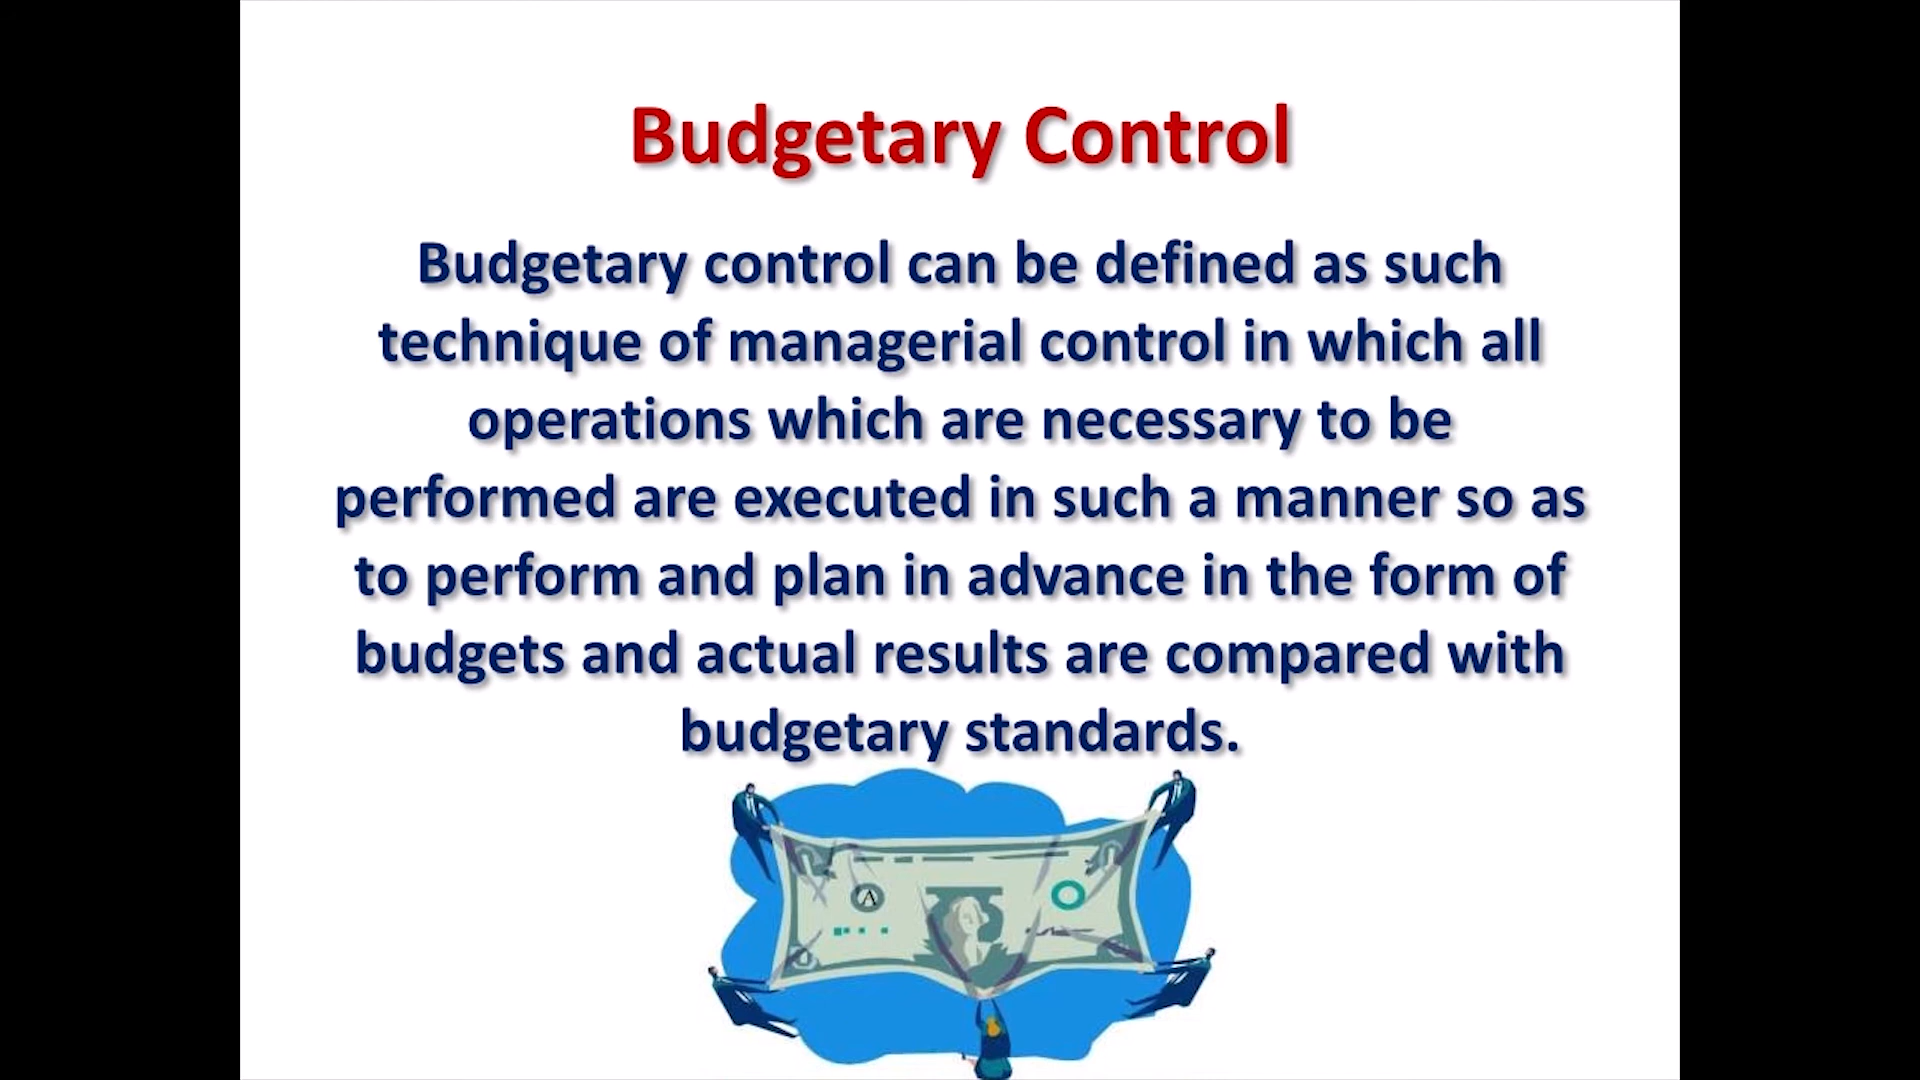 Budgetary Control
Budgetary control can be defined as such
technique of managerial control in which all
operations which are necessary to be
performed are executed in such a manner so as
to perform and plan in advance in the form of
budgets and actual results are compared with
budgetary standards.
A